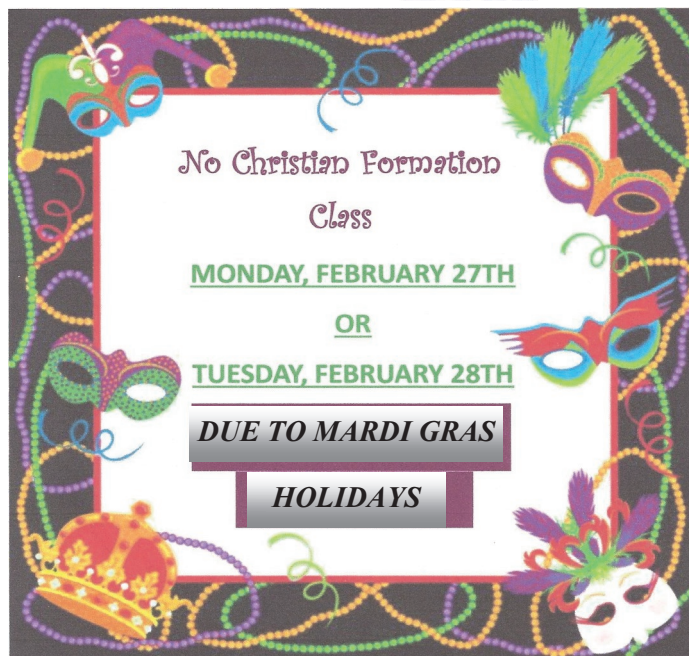 No Christian Formation
Class
MONDAY, FEBRUARY 27TH
OR
TUESDAY, FEBRUARY 28TH
DUE TO MARDI GRAS
HOLIDAYS